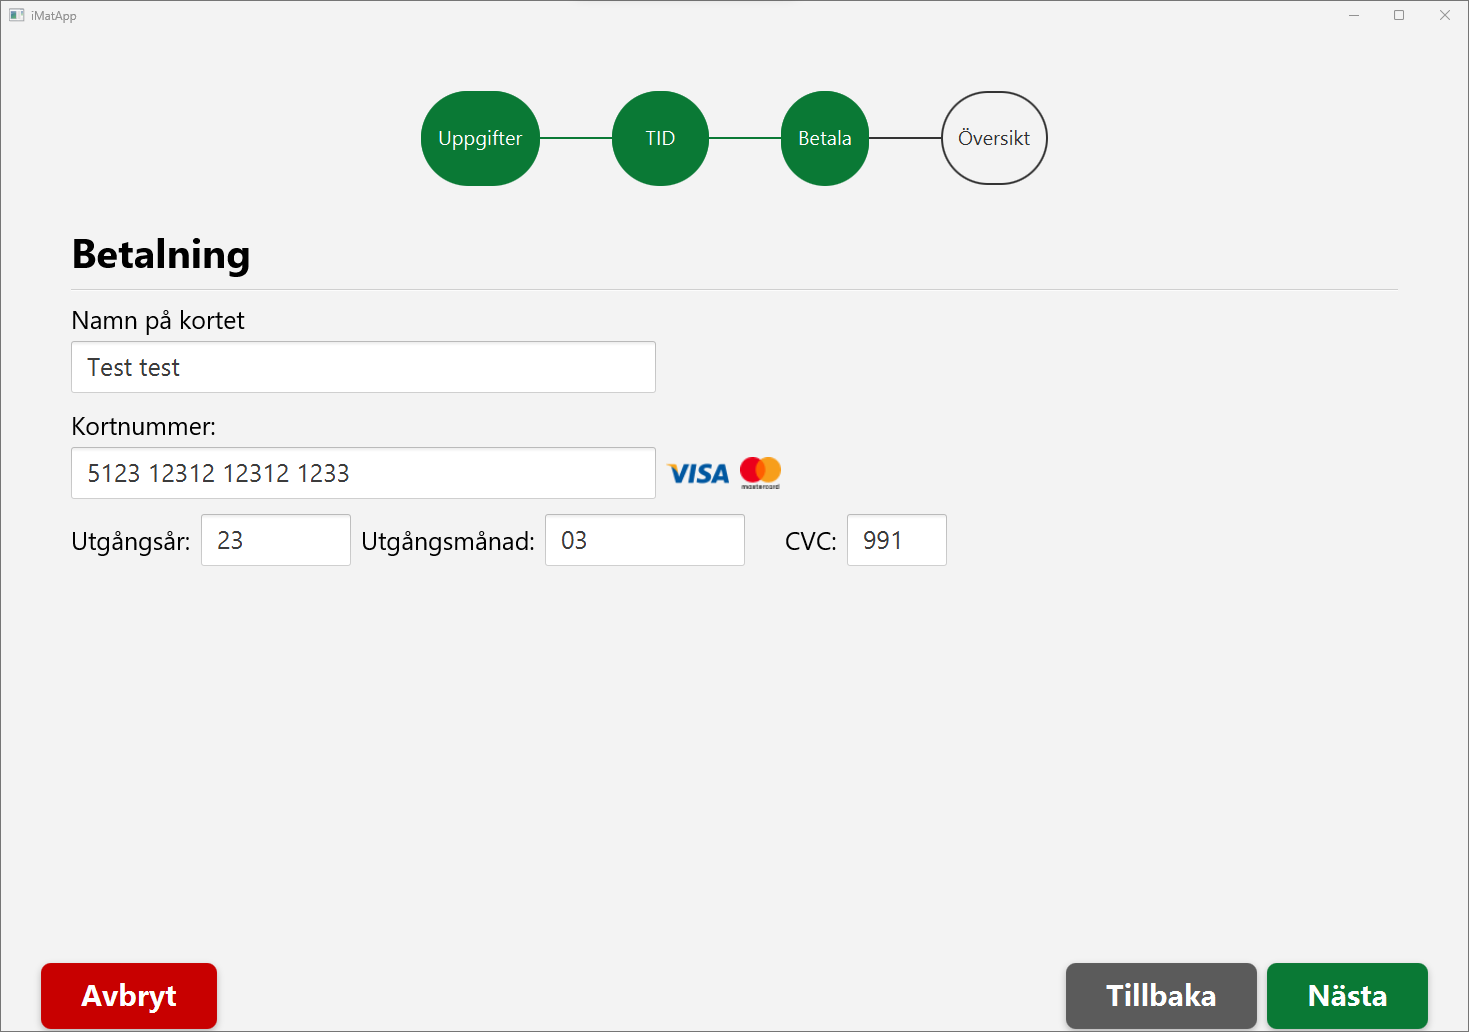 iMatApp
Uppgifter TID Betala Översikt
Betalning
Namn på kortet
Test test
Kortnummer:
5123 12312 12312 1233 VISA mastercard
Utgångsår: 23 Utgångsmånad: 03 CVC: 991
Avbryt Tillbaka Nästa